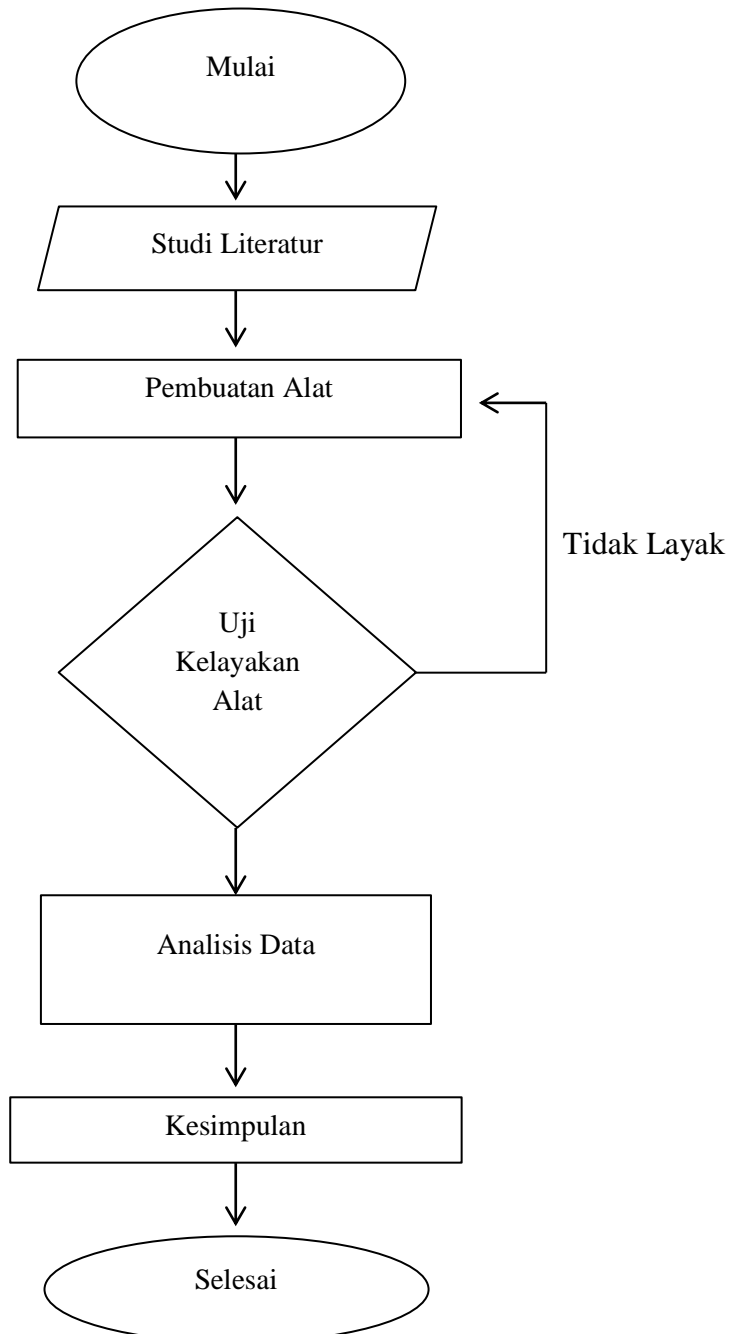 Mulai
Studi Literatur
Pembuatan Alat
Tidak Layak
Uji
Kelayakan
Alat
Analisis Data
Kesimpulan
Selesai